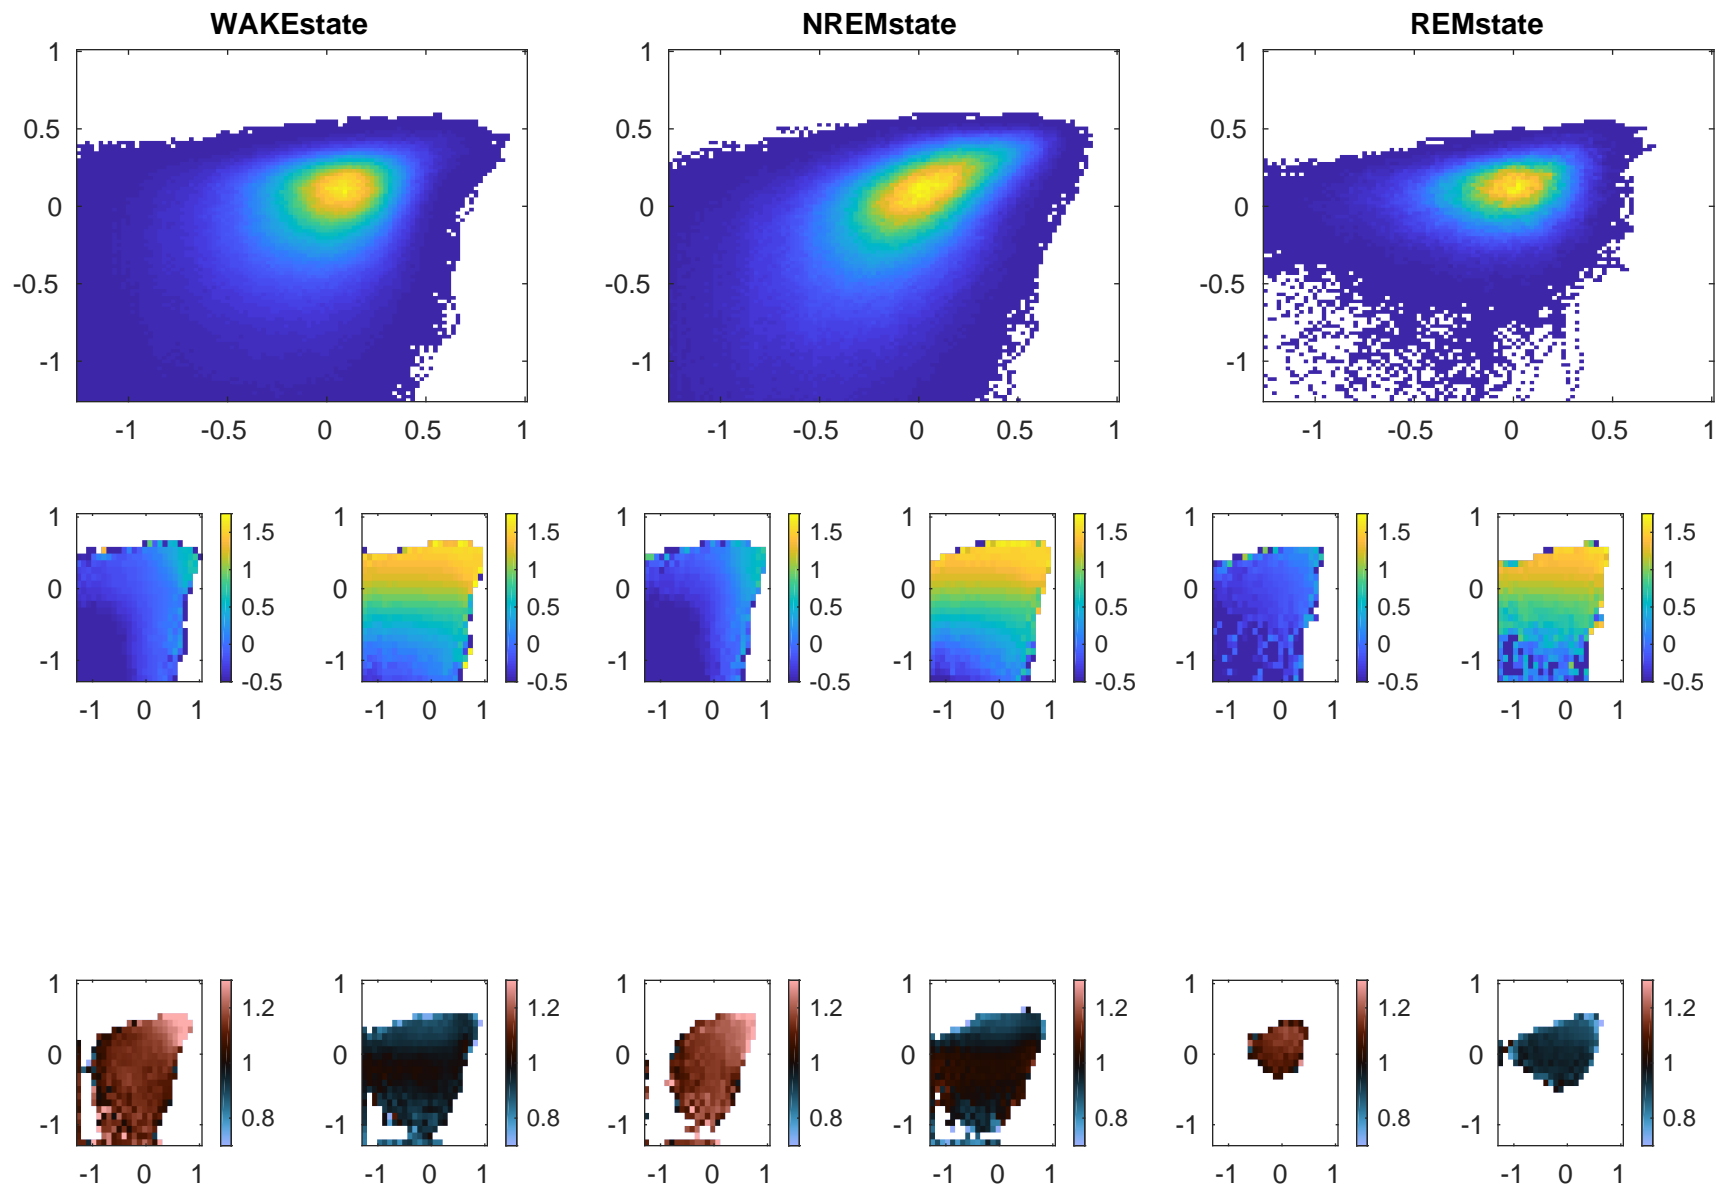 WAKEstate NREMstate REMstate
1 1 1
0.5 0.5 0.5
0 0 0
-0.5 -0.5 -0.5
-1 -1 -1
-1 -0.5 0 0.5 1 -1 -0.5 0 0.5 1 -1 -0.5 0 0.5 1
1 1.5 1 1.5 1 1.5 1 1.5 1 1.5 1 1.5
1 1 1 1 1 1
0 0 0 0 0 0
0.5 0.5 0.5 0.5 0.5 0.5
0 0 0 0 0 0
-1 -0.5 -1 -0.5 -1 -0.5 -1 -0.5 -1 -0.5 -1 -0.5
-1 0 1 -1 0 1 -1 0 1 -1 0 1 -1 0 1 -1 0 1
1 1.2 1 1.2 1 1.2 1 1.2 1 1.2 1 1.2
0 1 0 1 0 1 0 1 0 1 0 1
-1 0.8 -1 0.8 -1 0.8 -1 0.8 -1 0.8 -1 0.8
-1 0 1 -1 0 1 -1 0 1 -1 0 1 -1 0 1 -1 0 1